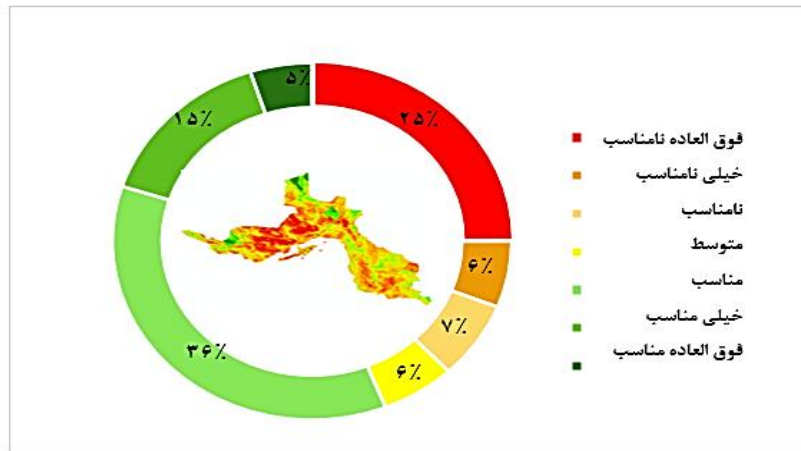 ۵٪
۱۵٪
۲۵٪
۶٪
۷٪
۶٪
۳۶٪
فوق العاده نامناسب
خیلی نامناسب
نامناسب
متوسط
مناسب
خیلی مناسب
فوق العاده مناسب